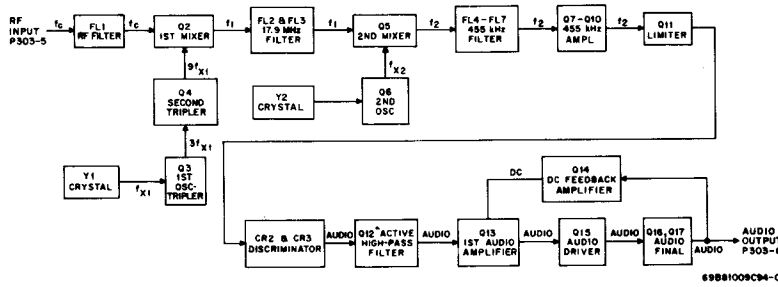 RF
INPUT
P303-5
fc
FL1
RF FILTER
fc
Q2
1ST MIXER
f1
FL2 & FL3
17.9 MHz
FILTER
f1
Q5
2ND MIXER
f2
FL4-FL7
455 kHz
FILTER
f2
Q7-Q10
455 kHz
AMPL
f2
Q11
LIMITER
9fX1
fX2
Q4
SECOND
TRIPLER
Y2
CRYSTAL
Q6
2ND
OSC
3fX1
Y1
CRYSTAL
fX1
Q3
1ST
OSC-
TRIPLER
DC
Q14
DC FEEDBACK
AMPLIFIER
CR2 & CR3
DISCRIMINATOR
AUDIO
Q12*ACTIVE
HIGH-PASS
FILTER
AUDIO
Q13
1ST AUDIO
AMPLIFIER
AUDIO
Q15
AUDIO
DRIVER
AUDIO
Q16, Q17
AUDIO
FINAL
AUDIO
AUDIO
OUTPUT
69B81009C94-